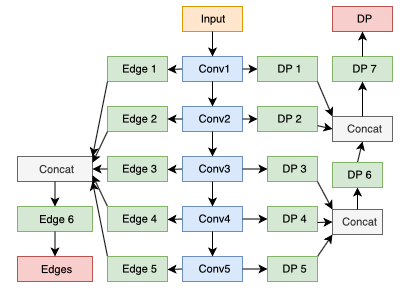 Input
DP
Edge 1
Conv1
DP 1
DP 7
Edge 2
Conv2
DP 2
Concat
Concat
Edge 3
Conv3
DP 3
DP 6
Edge 6
Edge 4
Conv4
DP 4
Concat
Edges
Edge 5
Conv5
DP 5